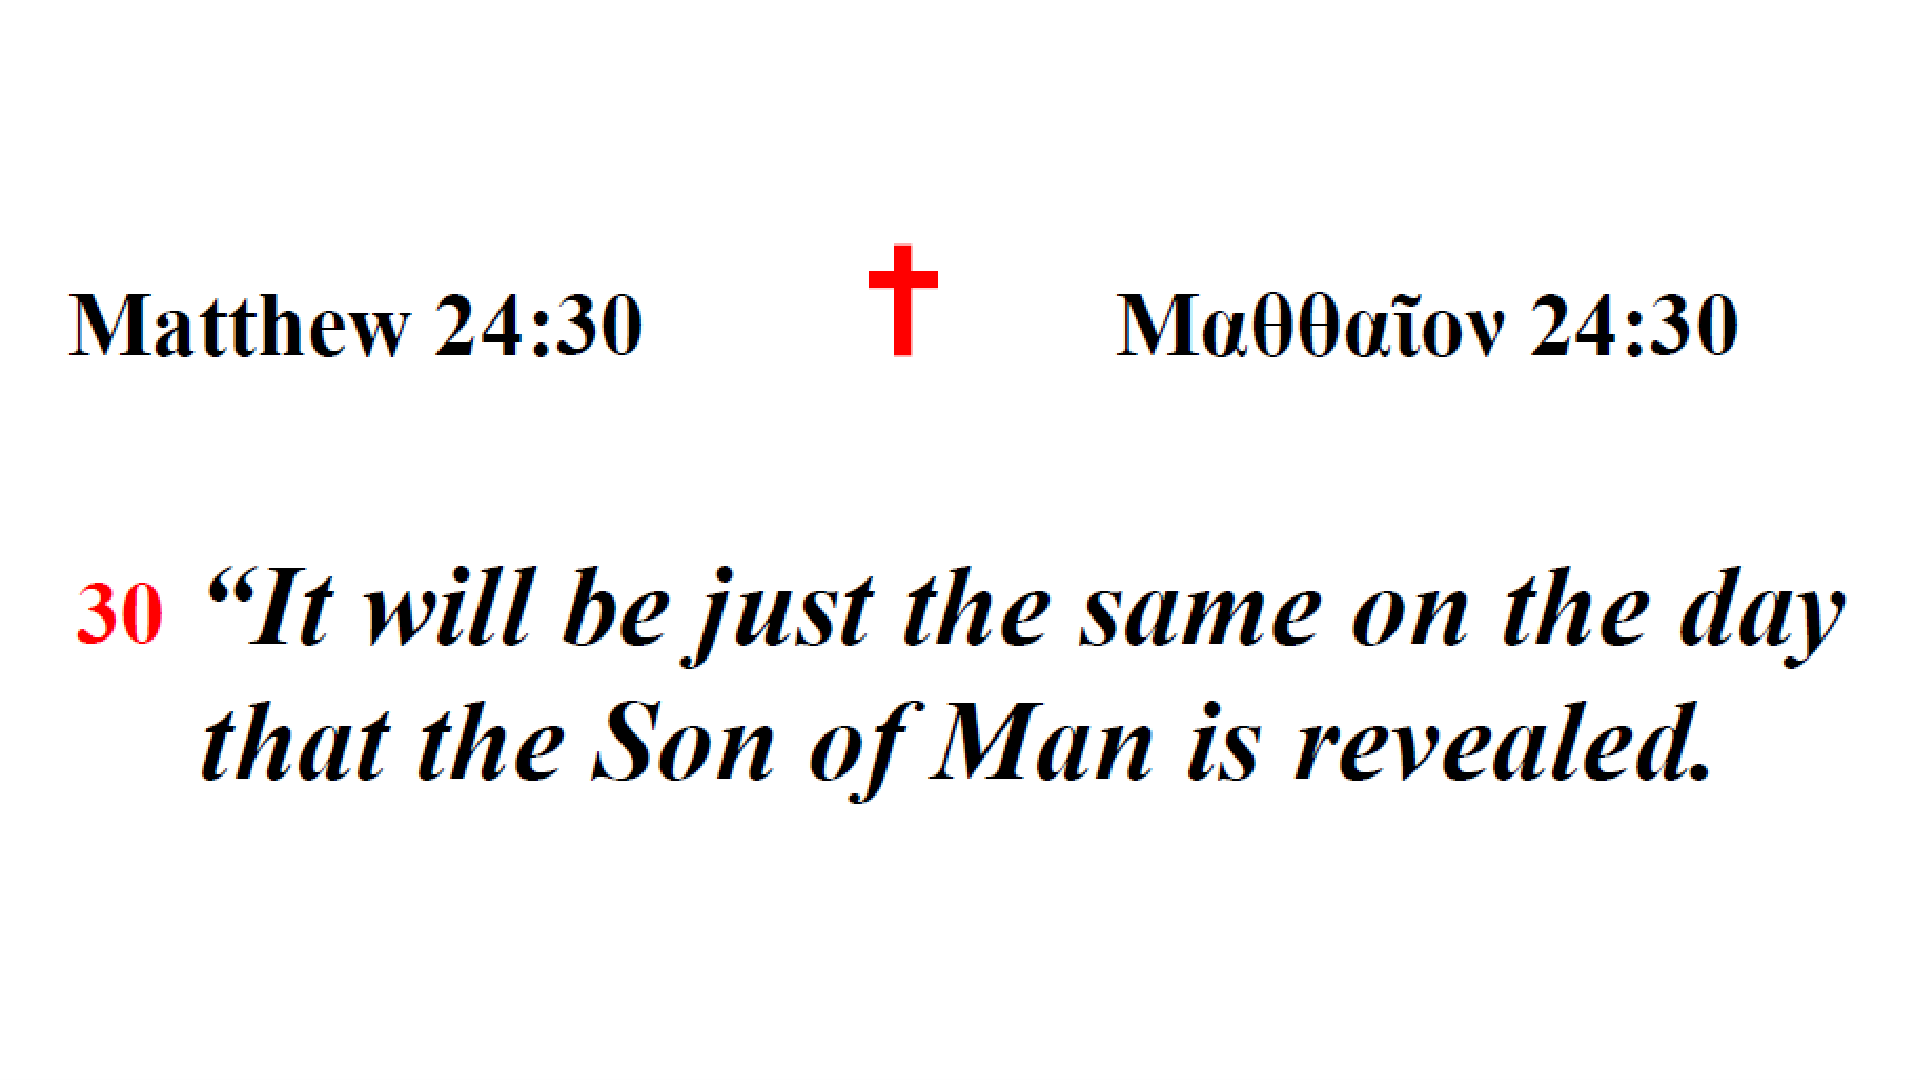 Matthew 24:30 ✝ Μαθθαῖον 24:30
30 “It will be just the same on the day
that the Son of Man is revealed.